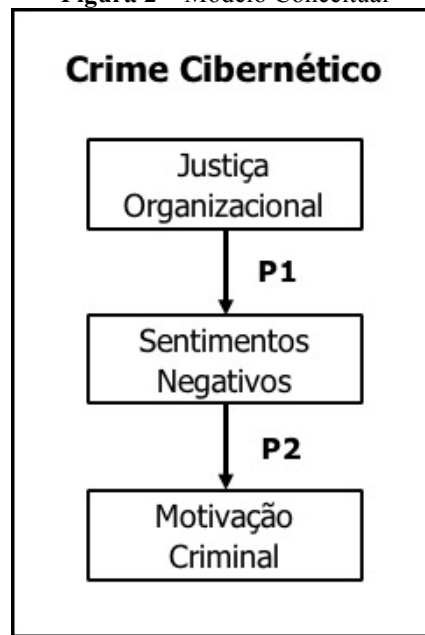 Figura 2 – Modelo Conceitual
Crime Cibernético
Justiça
Organizacional
P1
Sentimentos
Negativos
P2
Motivação
Criminal